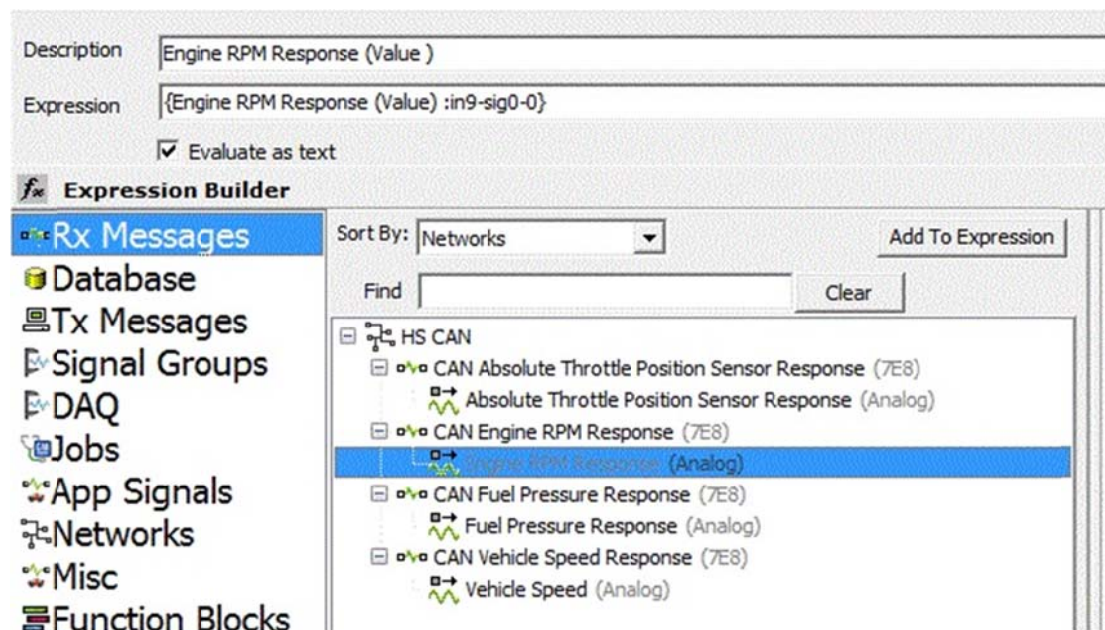 Description Engine RPM Response (Value )
Expression {Engine RPM Response (Value) :in9-sig0-0}
Evaluate as text
fx Expression Builder
Rx Messages
Database
Tx Messages
Signal Groups
DAQ
Jobs
App Signals
Networks
Misc
Function Blocks
Sort By: Networks Add To Expression
Find Clear
HS CAN
CAN Absolute Throttle Position Sensor Response (7E8)
Absolute Throttle Position Sensor Response (Analog)
CAN Engine RPM Response (7E8)
Engine RPM Response (Analog)
CAN Fuel Pressure Response (7E8)
Fuel Pressure Response (Analog)
CAN Vehicle Speed Response (7E8)
Vehicle Speed (Analog)